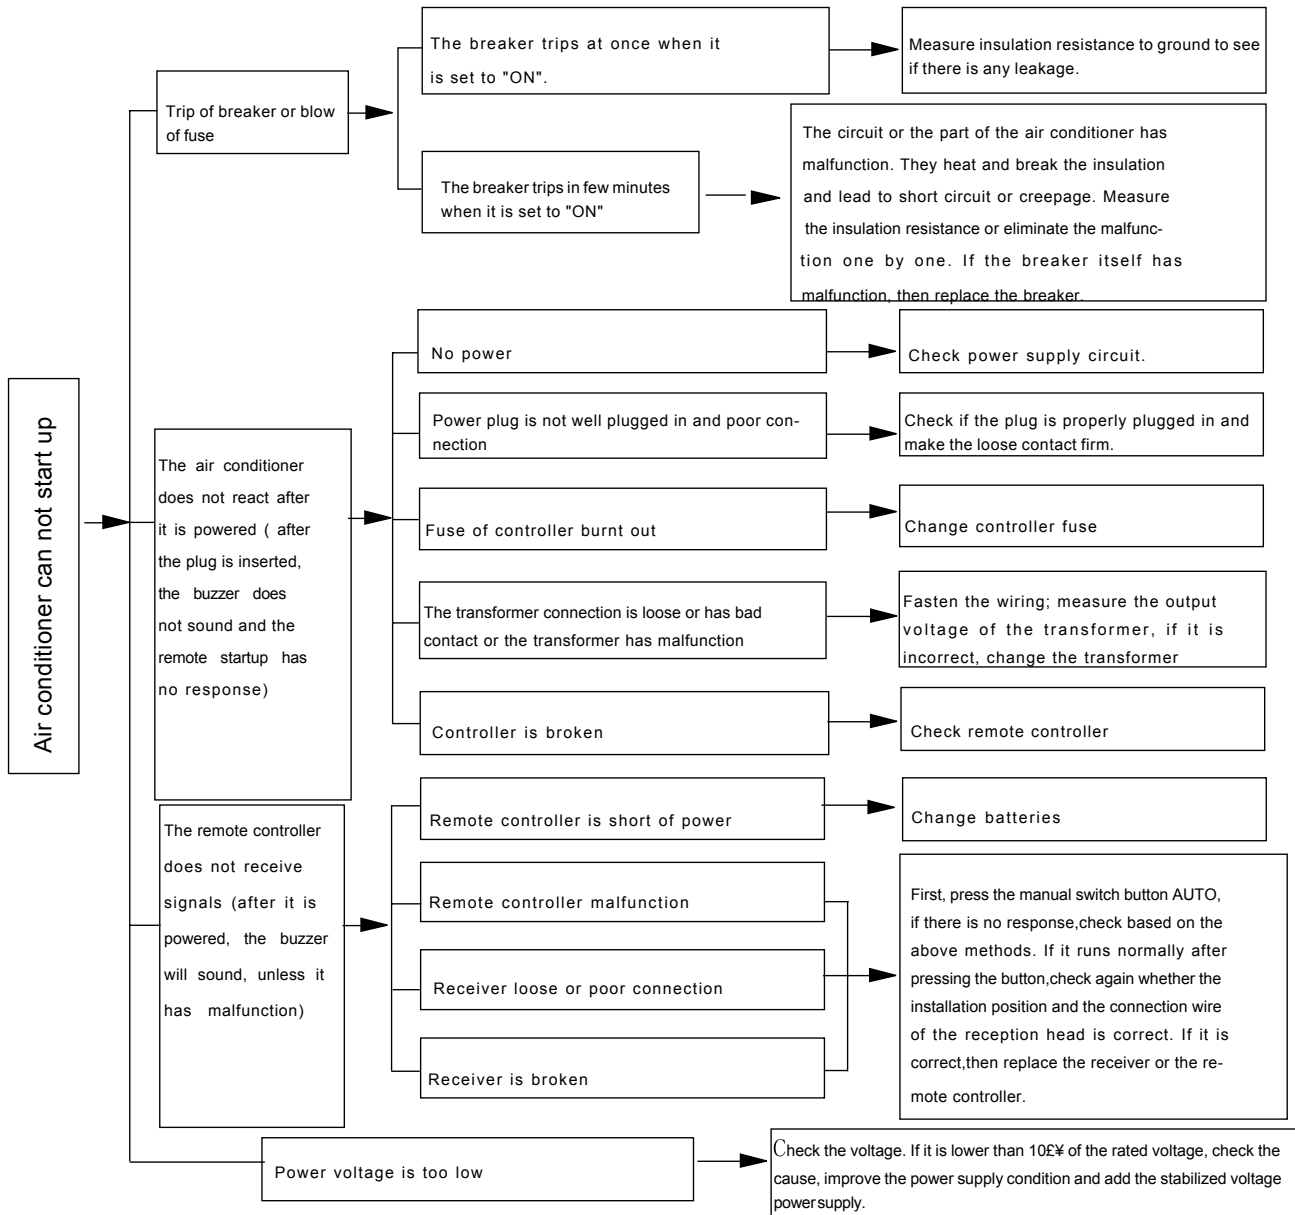 Air conditioner can not start up
Trip of breaker or blow
of fuse
The breaker trips at once when it
is set to "ON".
Measure insulation resistance to ground to see
if there is any leakage.
The breaker trips in few minutes
when it is set to "ON"
The circuit or the part of the air conditioner has
malfunction. They heat and break the insulation
and lead to short circuit or creepage. Measure
the insulation resistance or eliminate the malfunc-
tion one by one. If the breaker itself has
malfunction, then replace the breaker.
The air conditioner
does not react after
it is powered ( after
the plug is inserted,
the buzzer does
not sound and the
remote startup has
no response)
No power
Check power supply circuit.
Power plug is not well plugged in and poor con-
nection
Check if the plug is properly plugged in and
make the loose contact firm.
Fuse of controller burnt out
Change controller fuse
The transformer connection is loose or has bad
contact or the transformer has malfunction
Fasten the wiring; measure the output
voltage of the transformer, if it is
incorrect, change the transformer
Controller is broken
Check remote controller
The remote controller
does not receive
signals (after it is
powered, the buzzer
will sound, unless it
has malfunction)
Remote controller is short of power
Change batteries
Remote controller malfunction
Receiver loose or poor connection
Receiver is broken
First, press the manual switch button AUTO,
if there is no response,check based on the
above methods. If it runs normally after
pressing the button,check again whether the
installation position and the connection wire
of the reception head is correct. If it is
correct,then replace the receiver or the re-
mote controller.
Power voltage is too low
Check the voltage. If it is lower than 10£¥ of the rated voltage, check the
cause, improve the power supply condition and add the stabilized voltage
power supply.